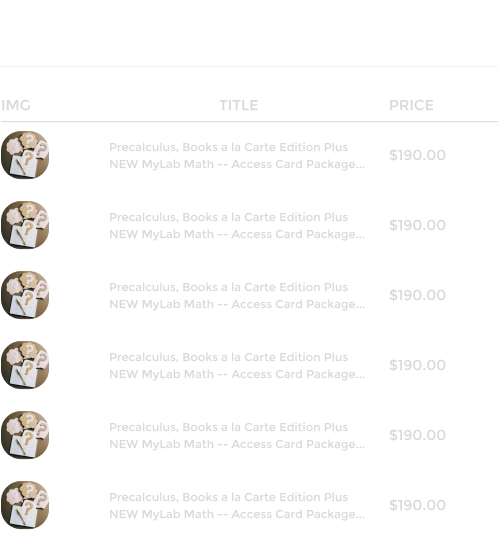 IMG TITLE PRICE
Precalculus, Books a la Carte Edition Plus
NEW MyLab Math -- Access Card Package...
$190.00
Precalculus, Books a la Carte Edition Plus
NEW MyLab Math -- Access Card Package...
$190.00
Precalculus, Books a la Carte Edition Plus
NEW MyLab Math -- Access Card Package...
$190.00
Precalculus, Books a la Carte Edition Plus
NEW MyLab Math -- Access Card Package...
$190.00
Precalculus, Books a la Carte Edition Plus
NEW MyLab Math -- Access Card Package...
$190.00
Precalculus, Books a la Carte Edition Plus
NEW MyLab Math -- Access Card Package...
$190.00